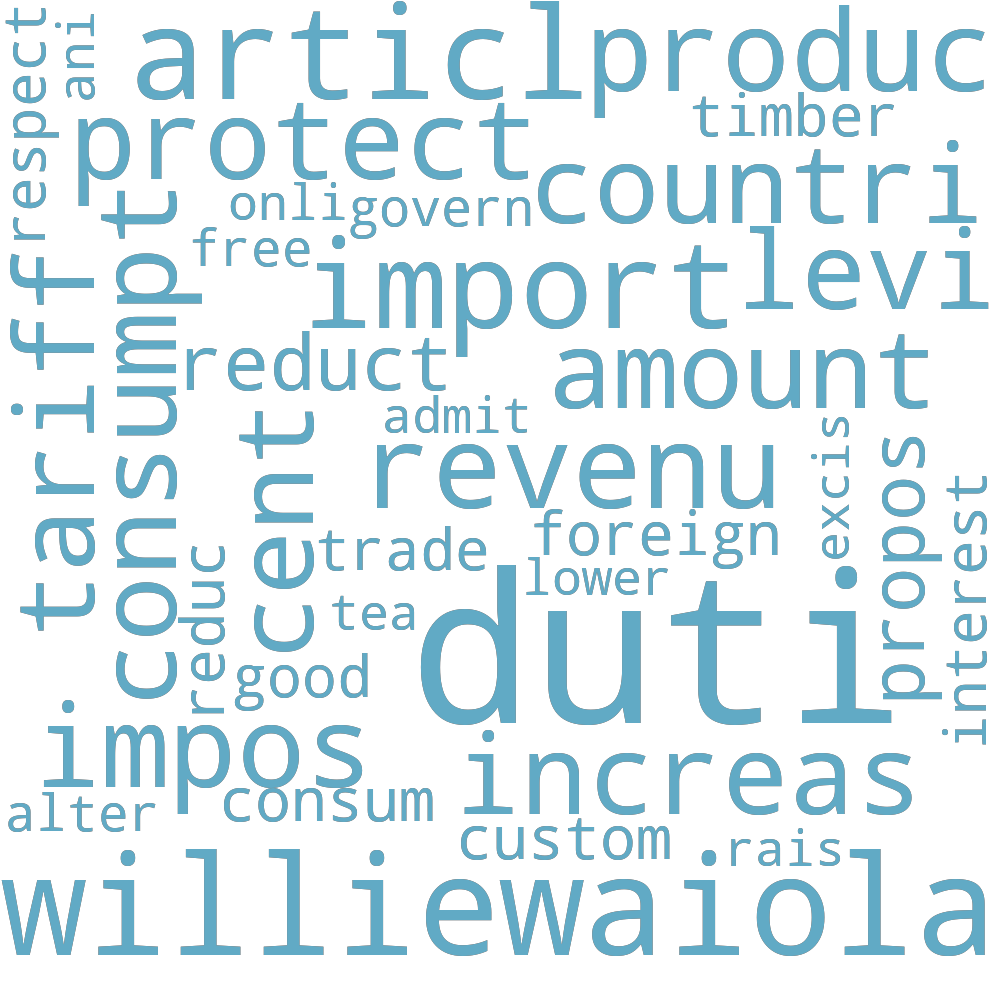 respect
ani
articl
produc
timber
protect
countri
onli
govern
free
import
levi
tariff
consumpt
reduct
amount
admit
cent
revenu
excis
propos
foreign
trade
interest
lower
reduc
tea
duti
good
impos
increas
consum
alter
custom
rais
williewaiola